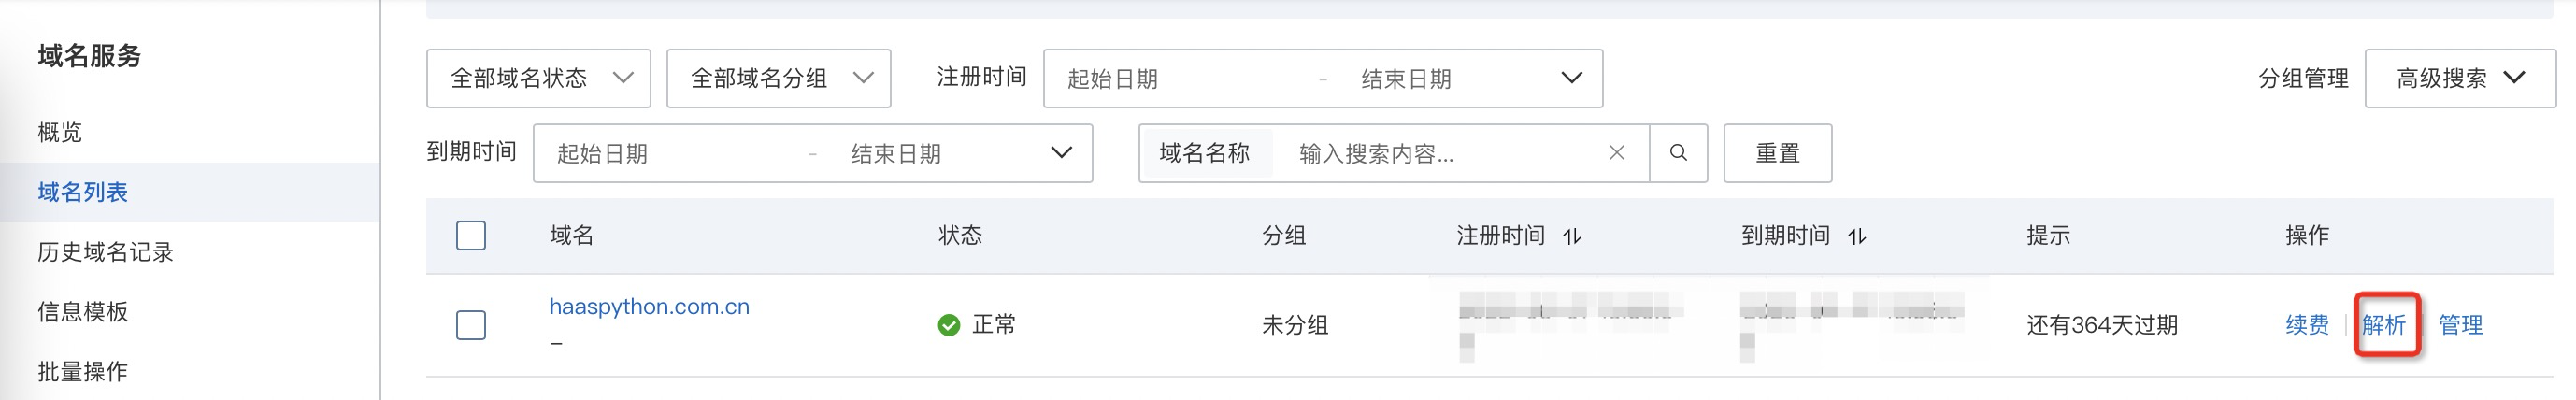 域名服务
概览
域名列表
历史域名记录
信息模板
批量操作
全部域名状态 全部域名分组 注册时间 起始日期 - 结束日期 分组管理 高级搜索
到期时间 起始日期 - 结束日期 域名名称 输入搜索内容... 重置
域名 状态 分组 注册时间 到期时间 提示 操作
haaspython.com.cn 正常 未分组 还有364天过期 续费 解析 管理
–